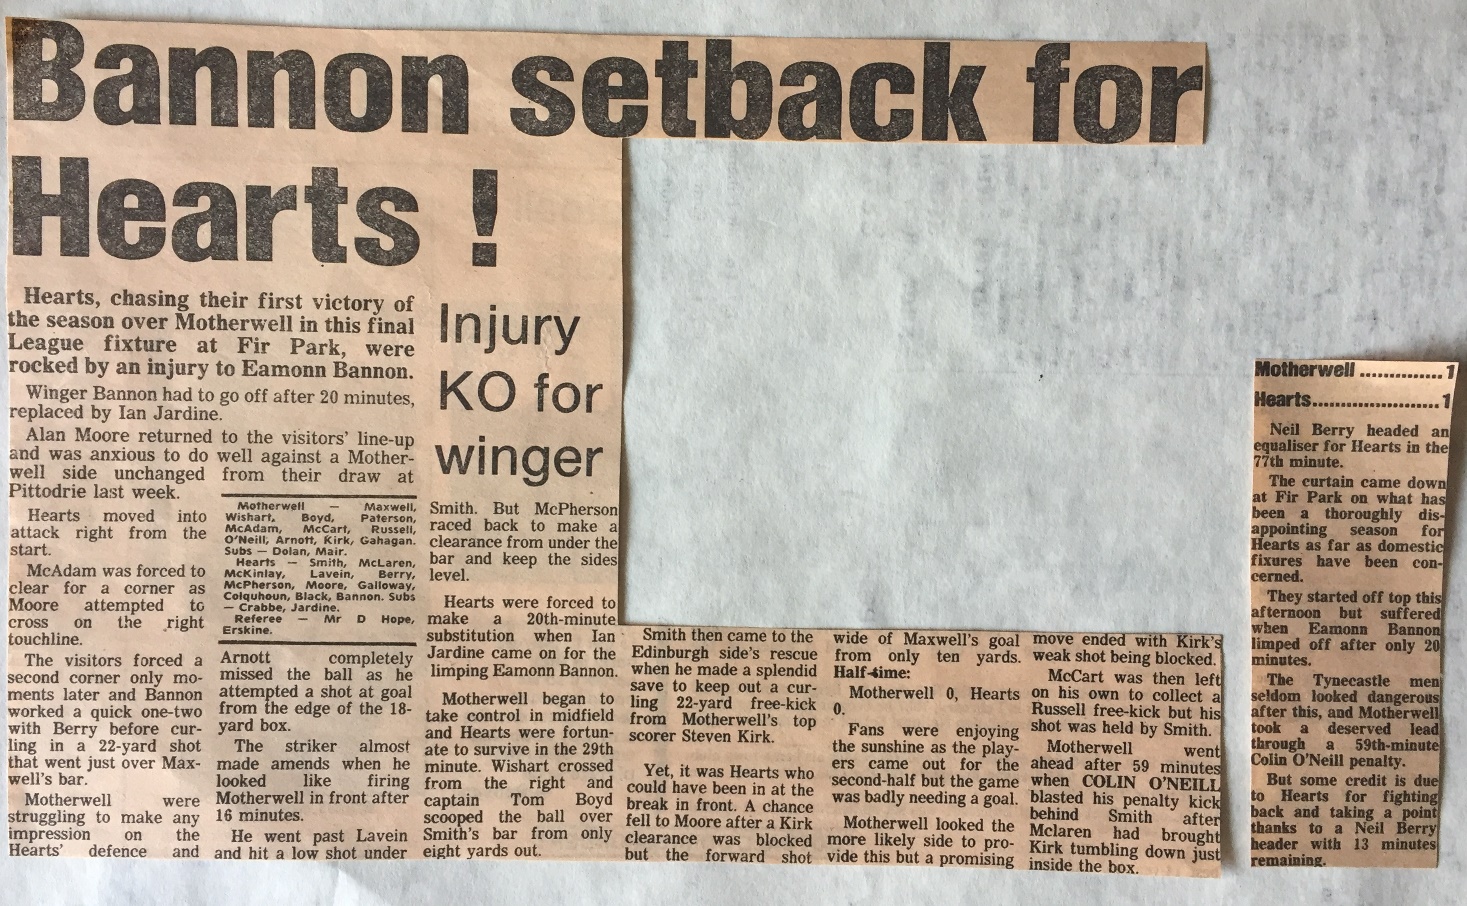 Bannon setback for
Hearts !
Hearts, chasing their first victory of
the season over Motherwell in this final
League fixture at Fir Park, were
rocked by an injury to Eamonn Bannon.
Winger Bannon had to go off after 20 minutes,
replaced by Ian Jardine.
Alan Moore returned to the visitors' line-up
and was anxious to do well against a Mother-
well side unchanged from their draw at
Pittodrie last week.
Hearts moved into
attack right from the
start.
McAdam was forced to
clear for a corner as
Moore attempted to
cross on the right
touchline.
The visitors forced a
second corner only mo-
ments later and Bannon
worked a quick one-two
with Berry before cur-
ling in a 22-yard shot
that went just over Max-
well's bar.
Motherwell were
struggling to make any
impression on the
Hearts' defence and
Motherwell — Maxwell,
Wishart, Boyd, Paterson,
McAdam, McCart, Russell,
O'Neill, Arnott, Kirk, Gahagan.
Subs — Dolan, Mair.
Hearts — Smith, McLaren,
McKinlay, Lavein, Berry,
McPherson, Moore, Galloway,
Colquhoun, Black, Bannon. Subs
— Crabbe, Jardine.
Referee — Mr D Hope,
Erskine.
Arnott completely
missed the ball as he
attempted a shot at goal
from the edge of the 18-
yard box.
The striker almost
made amends when he
looked like firing
Motherwell in front after
16 minutes.
He went past Lavein
and hit a low shot under
Injury
KO for
winger
Smith. But McPherson
raced back to make a
clearance from under the
bar and keep the sides
level.
Hearts were forced to
make a 20th-minute
substitution when Ian
Jardine came on for the
limping Eamonn Bannon.
Motherwell began to
take control in midfield
and Hearts were fortun-
ate to survive in the 29th
minute. Wishart crossed
from the right and
captain Tom Boyd
scooped the ball over
Smith's bar from only
eight yards out.
Smith then came to the
Edinburgh side's rescue
when he made a splendid
save to keep out a cur-
ling 22-yard free-kick
from Motherwell's top
scorer Steven Kirk.
Yet, it was Hearts who
could have been in at the
break in front. A chance
fell to Moore after a Kirk
clearance was blocked
but the forward shot
wide of Maxwell's goal
from only ten yards.
Half-time:
Motherwell 0, Hearts
0.
Fans were enjoying
the sunshine as the play-
ers came out for the
second-half but the game
was badly needing a goal.
Motherwell looked the
more likely side to pro-
vide this but a promising
move ended with Kirk's
weak shot being blocked.
McCart was then left
on his own to collect a
Russell free-kick but his
shot was held by Smith.
Motherwell went
ahead after 59 minutes
when COLIN O'NEILL
blasted his penalty kick
behind Smith after
Mclaren had brought
Kirk tumbling down just
inside the box.
Motherwell .............. 1
Hearts....................... 1
Neil Berry headed an
equaliser for Hearts in the
77th minute.
The curtain came down
at Fir Park on what has
been a thoroughly dis-
appointing season for
Hearts as far as domestic
fixures have been con-
cerned.
They started off top this
afternoon but suffered
when Eamonn Bannon
limped off after only 20
minutes.
The Tynecastle men
seldom looked dangerous
after this, and Motherwell
took a deserved lead
through a 59th-minute
Colin O'Neill penalty.
But some credit is due
to Hearts for fighting
back and taking a point
thanks to a Neil Berry
header with 13 minutes
remaining.